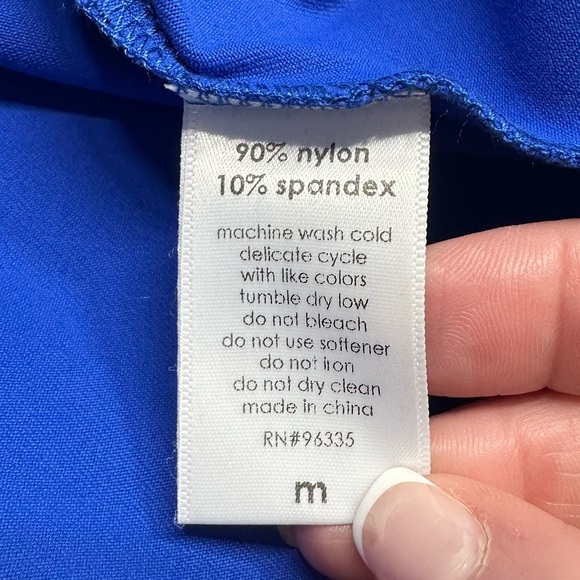 90% nylon
10% spandex
machine wash cold
delicate cycle
with like colors
tumble dry low
do not bleach
do not use softener
do not iron
do not dry clean
made in china
RN#96335
m